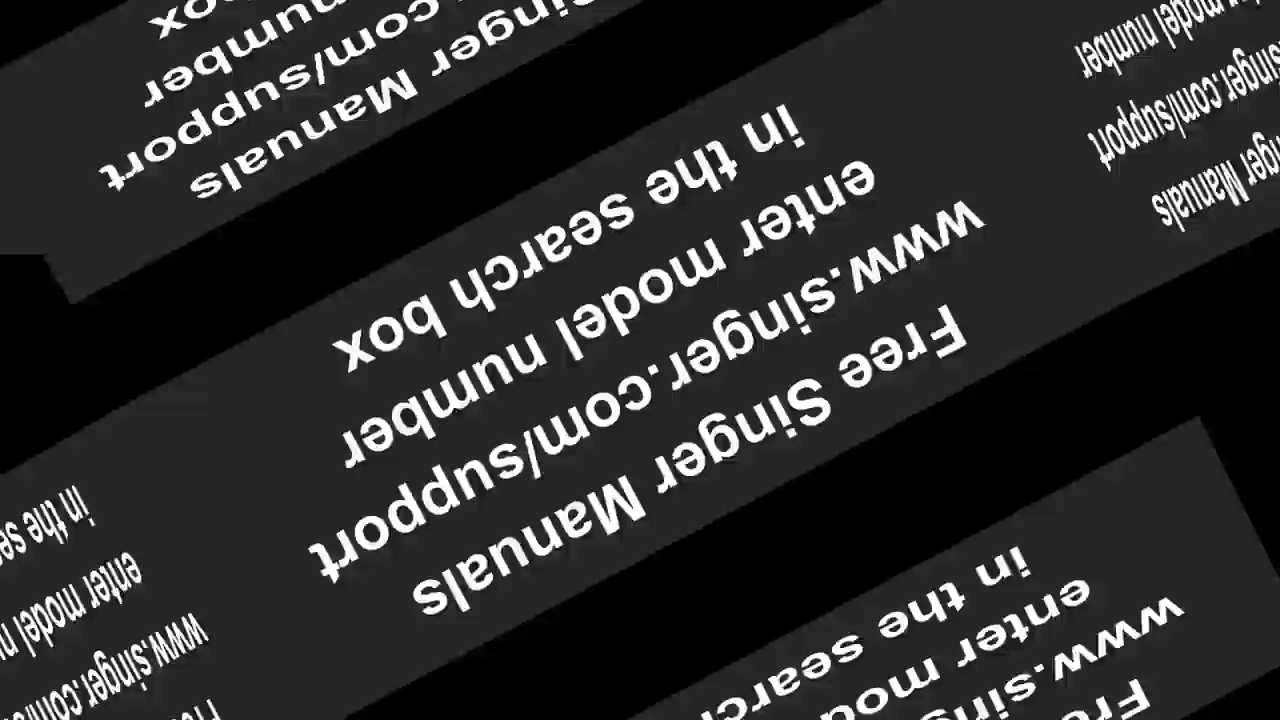 Free Singer Manuals
www.singer.com/support
enter model number
in the search box